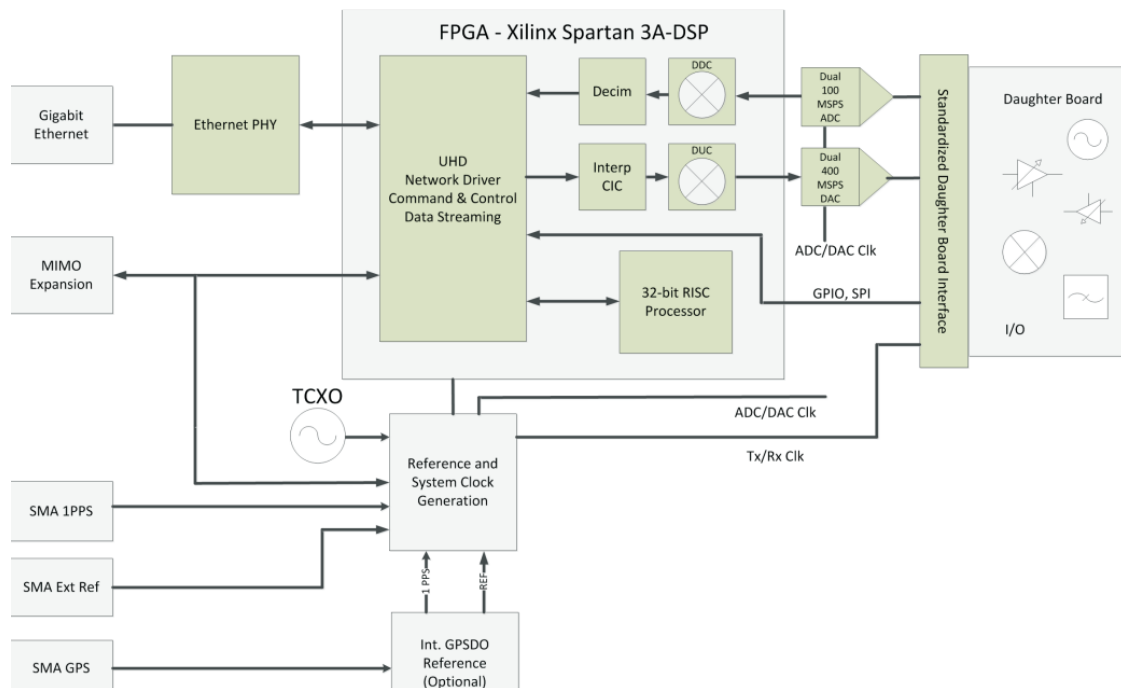 FPGA - Xilinx Spartan 3A-DSP
Gigabit
Ethernet
Ethernet PHY
UHD
Network Driver
Command & Control
Data Streaming
Decim
DDC
Dual
100
MSPS
ADC
Interp
CIC
DUC
Dual
400
MSPS
DAC
ADC/DAC Clk
Standardized Daughter Board Interface
Daughter Board
I/O
MIMO
Expansion
32-bit RISC
Processor
GPIO, SPI
TCXO
ADC/DAC Clk
Tx/Rx Clk
Reference and
System Clock
Generation
SMA 1PPS
SMA Ext Ref
1 PPS
REF
SMA GPS
Int. GPSDO
Reference
(Optional)